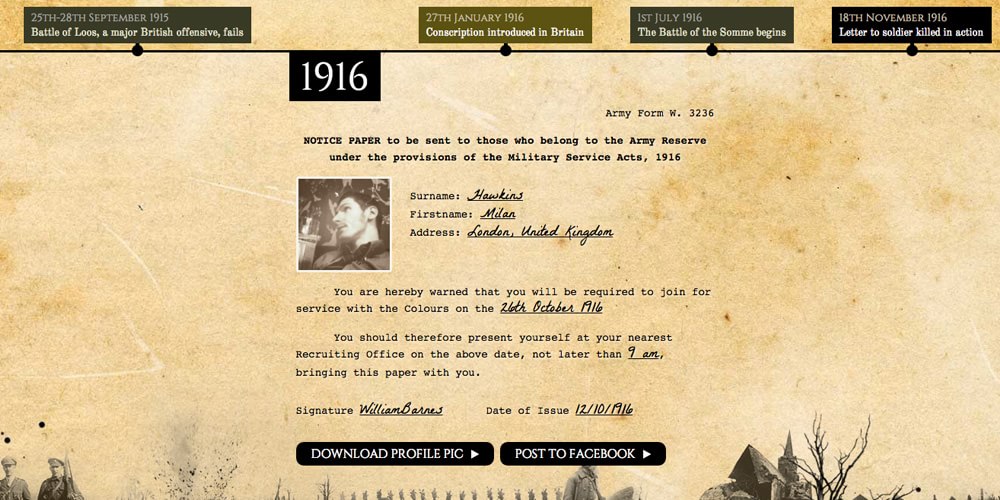 25th-28th September 1915
Battle of Loos, a major British offensive, fails
27th January 1916
Conscription introduced in Britain
1st July 1916
The Battle of the Somme begins
18th November 1916
Letter to soldier killed in action
1916
Army Form W. 3236
NOTICE PAPER to be sent to those who belong to the Army Reserve
under the provisions of the Military Service Acts, 1916
Surname: Hawkins
Firstname: Milan
Address: London, United Kingdom
You are hereby warned that you will be required to join for
service with the Colours on the 26th October 1916
You should therefore present yourself at your nearest
Recruiting Office on the above date, not later than 9 am,
bringing this paper with you.
Signature WilliamBarnes Date of Issue 12/10/1916
DOWNLOAD PROFILE PIC
POST TO FACEBOOK